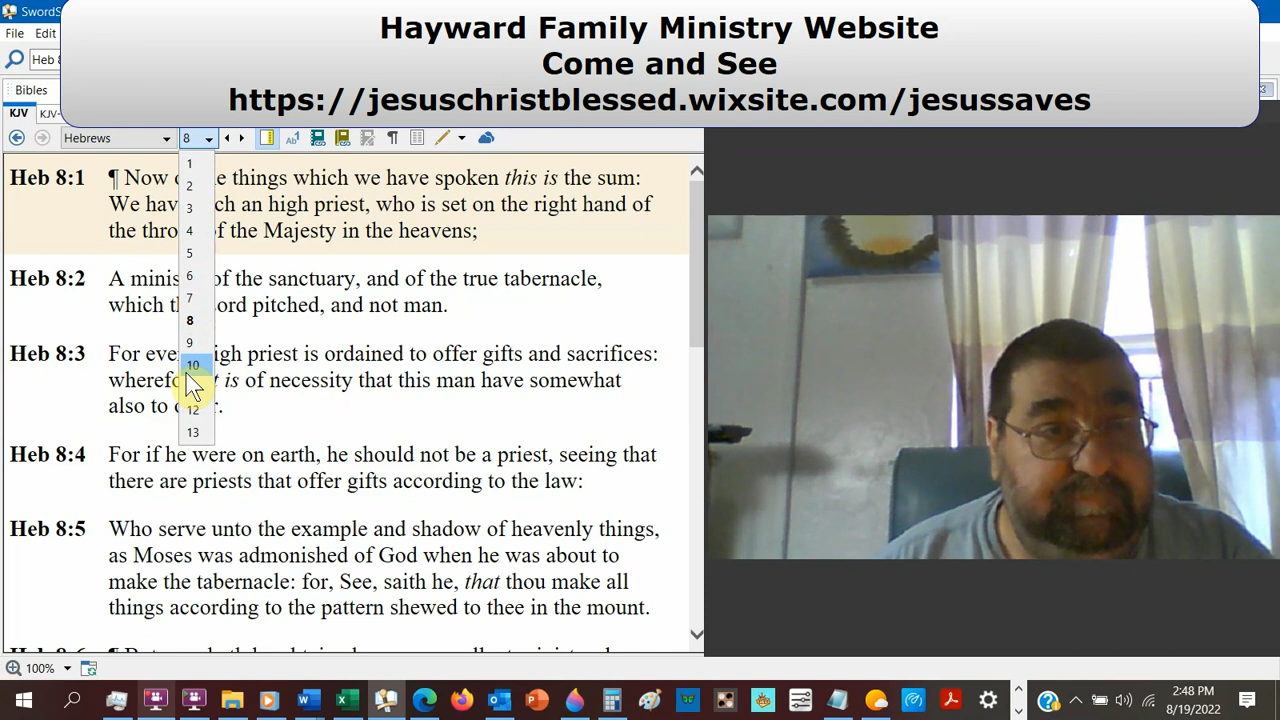 SwordS
Hayward Family Ministry Website
Come and See
https://jesuschristblessed.wixsite.com/jesussaves
File Edit
Heb 8
Bibles
KJV KJV-
Hebrews 8
1
2
3
4
5
6
7
8
9
10
12
13
Heb 8:1 ¶ Now things which we have spoken this is the sum:
We hav ch an high priest, who is set on the right hand of
the thro f the Majesty in the heavens;
Heb 8:2 A minis of the sanctuary, and of the true tabernacle,
which th ord pitched, and not man.
Heb 8:3 For eve igh priest is ordained to offer gifts and sacrifices:
wherefo t is of necessity that this man have somewhat
also to r.
Heb 8:4 For if he were on earth, he should not be a priest, seeing that
there are priests that offer gifts according to the law:
Heb 8:5 Who serve unto the example and shadow of heavenly things,
as Moses was admonished of God when he was about to
make the tabernacle: for, See, saith he, that thou make all
things according to the pattern shewed to thee in the mount.
100%
2:48 PM
8/19/2022